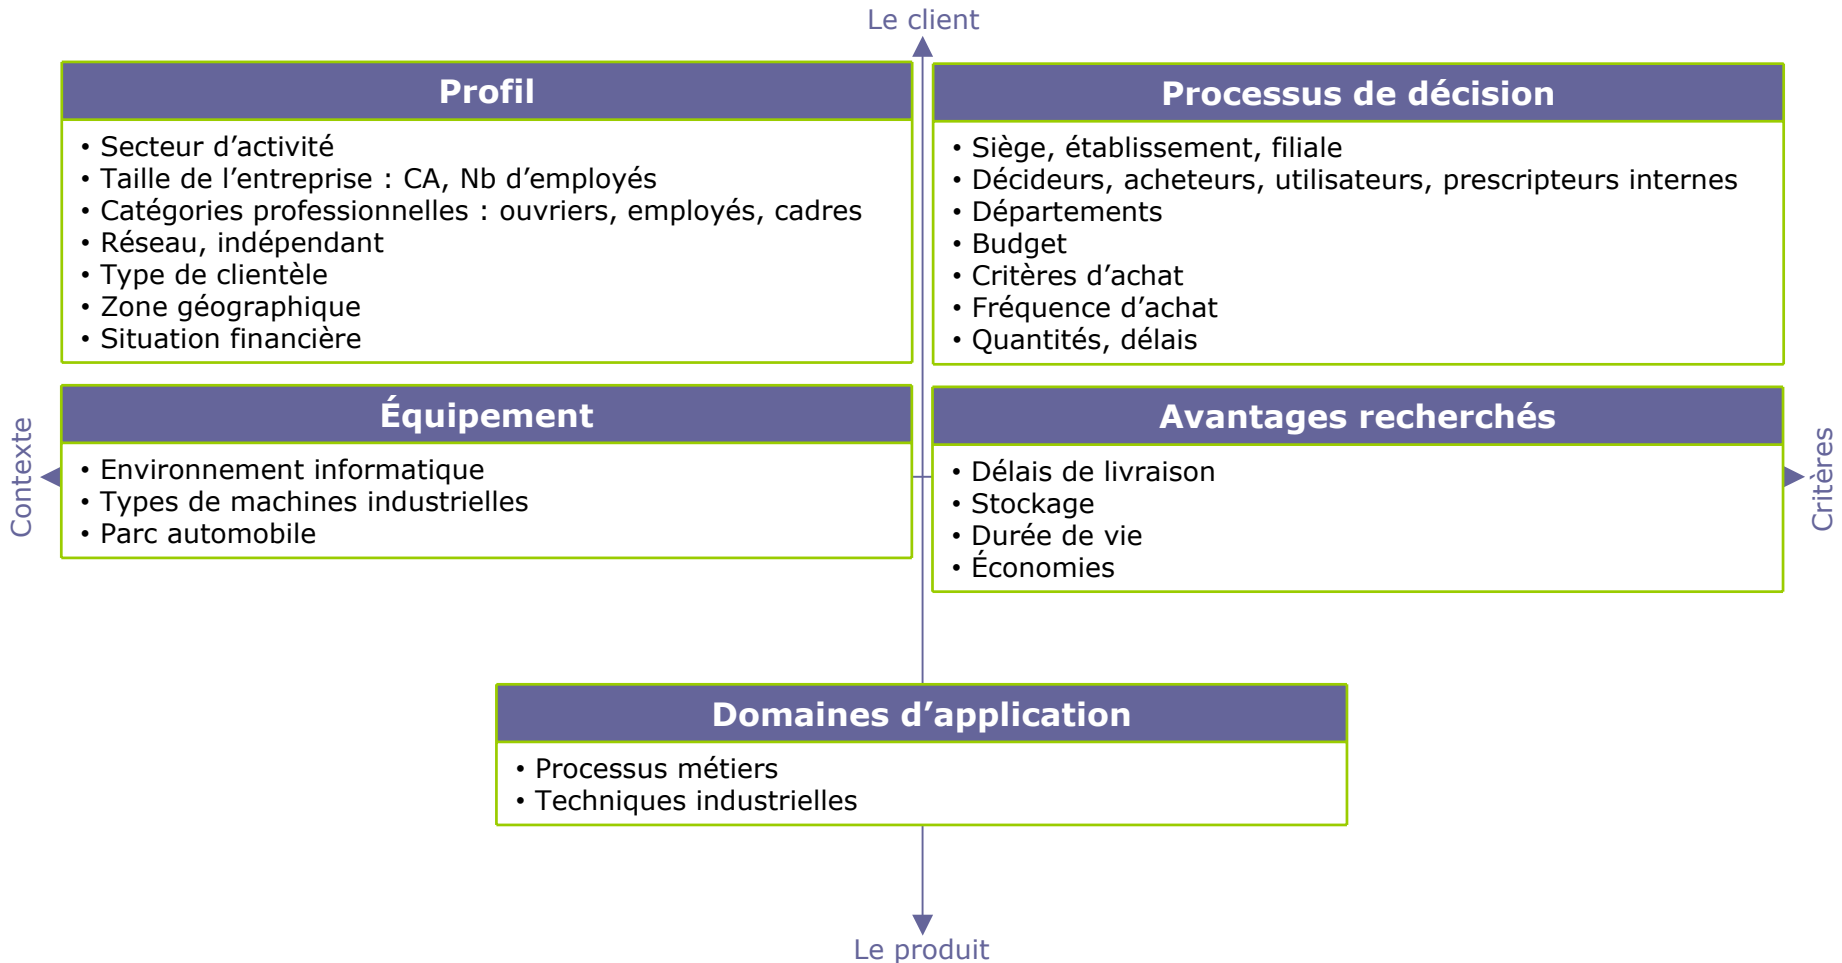 Le client
Profil
• Secteur d’activité
• Taille de l’entreprise : CA, Nb d’employés
• Catégories professionnelles : ouvriers, employés, cadres
• Réseau, indépendant
• Type de clientèle
• Zone géographique
• Situation financière
Processus de décision
• Siège, établissement, filiale
• Décideurs, acheteurs, utilisateurs, prescripteurs internes
• Départements
• Budget
• Critères d’achat
• Fréquence d’achat
• Quantités, délais
Contexte
Équipement
• Environnement informatique
• Types de machines industrielles
• Parc automobile
Avantages recherchés
• Délais de livraison
• Stockage
• Durée de vie
• Économies
Critères
Domaines d’application
• Processus métiers
• Techniques industrielles
Le produit